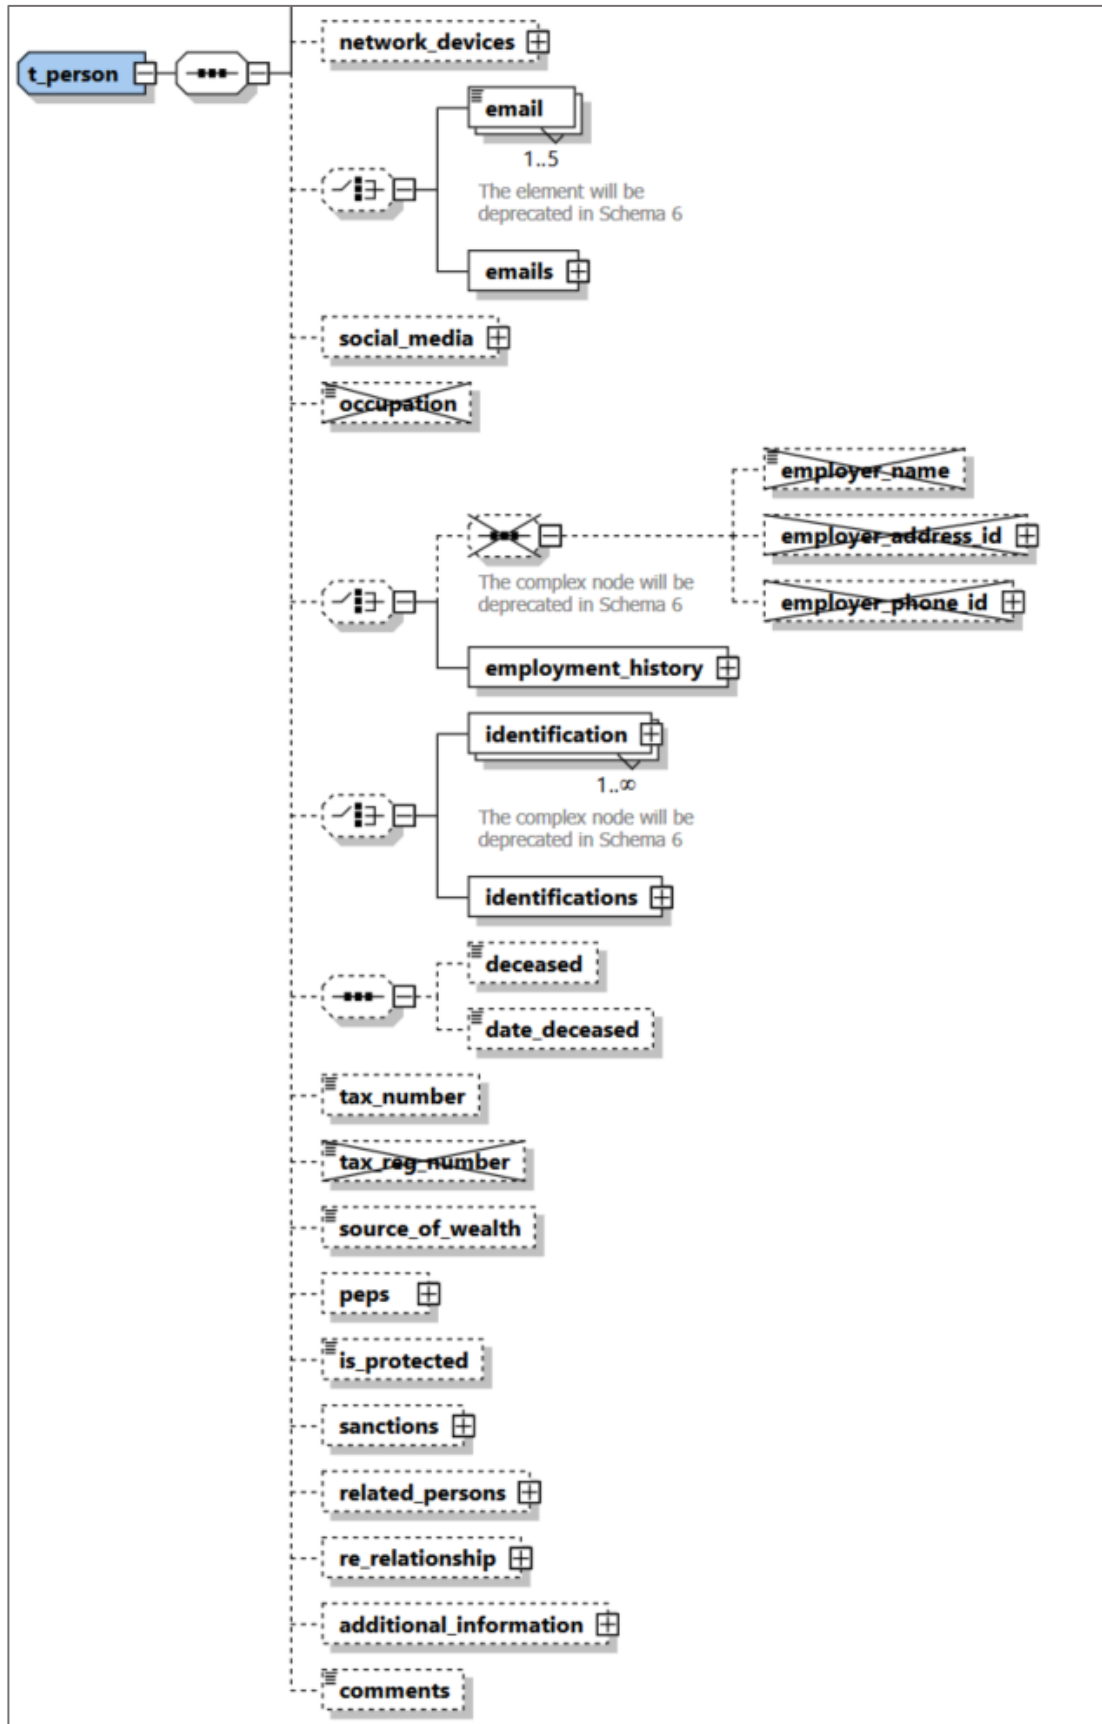 t_person
network_devices
email
1..5
The element will be
deprecated in Schema 6
emails
social_media
occupation
employer_name
employer_address_id
employer_phone_id
The complex node will be
deprecated in Schema 6
employment_history
identification
1..∞
The complex node will be
deprecated in Schema 6
identifications
deceased
date_deceased
tax_number
tax_reg_number
source_of_wealth
peps
is_protected
sanctions
related_persons
re_relationship
additional_information
comments